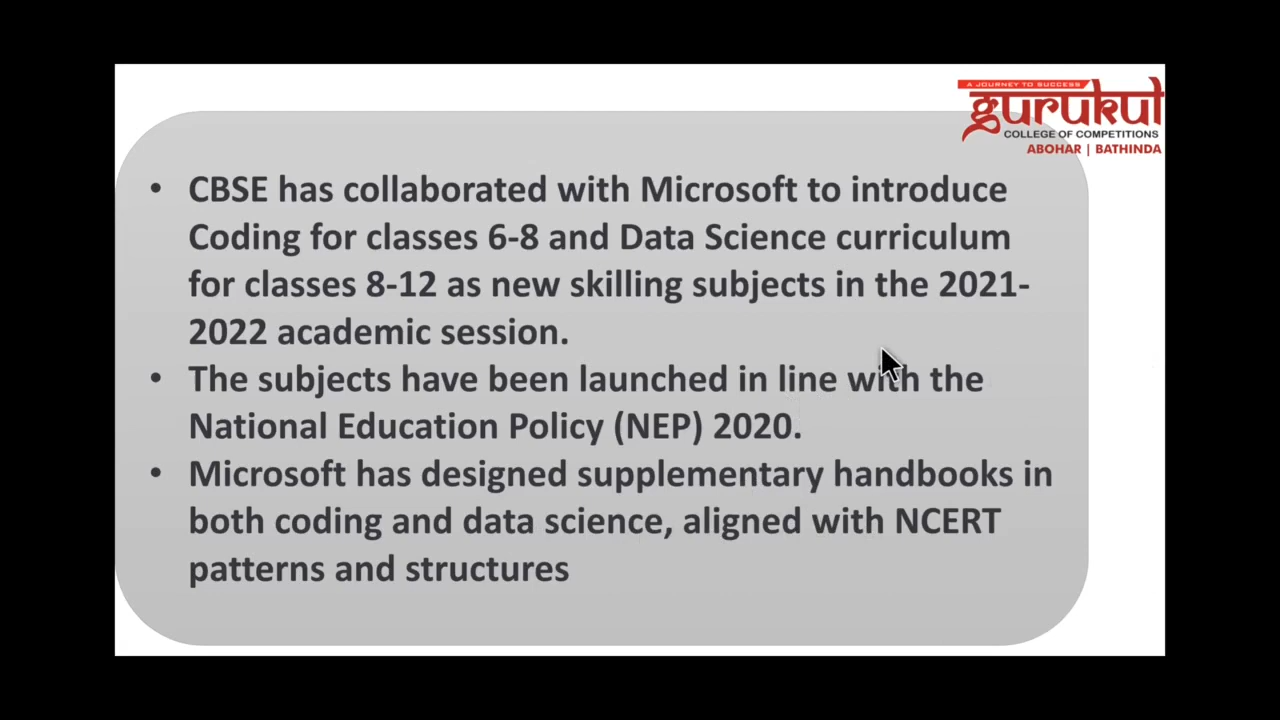 A JOURNEY TO SUCCESS
gurukul
COLLEGE OF COMPETITIONS
ABOHAR | BATHINDA
• CBSE has collaborated with Microsoft to introduce
Coding for classes 6-8 and Data Science curriculum
for classes 8-12 as new skilling subjects in the 2021-
2022 academic session.
• The subjects have been launched in line with the
National Education Policy (NEP) 2020.
• Microsoft has designed supplementary handbooks in
both coding and data science, aligned with NCERT
patterns and structures